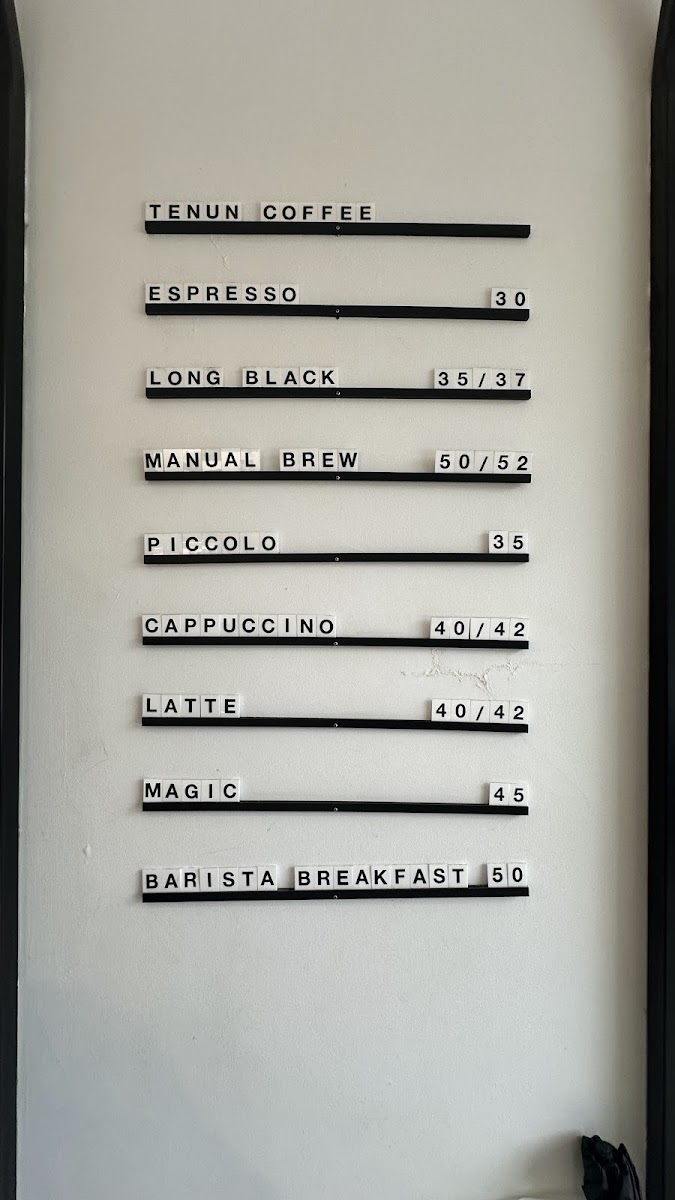 TENUN COFFEE
ESPRESSO 30
LONG BLACK 35/37
MANUAL BREW 50/52
PICCOLO 35
CAPPUCCINO 40/42
LATTE 40/42
MAGIC 45
BARISTA BREAKFAST 50